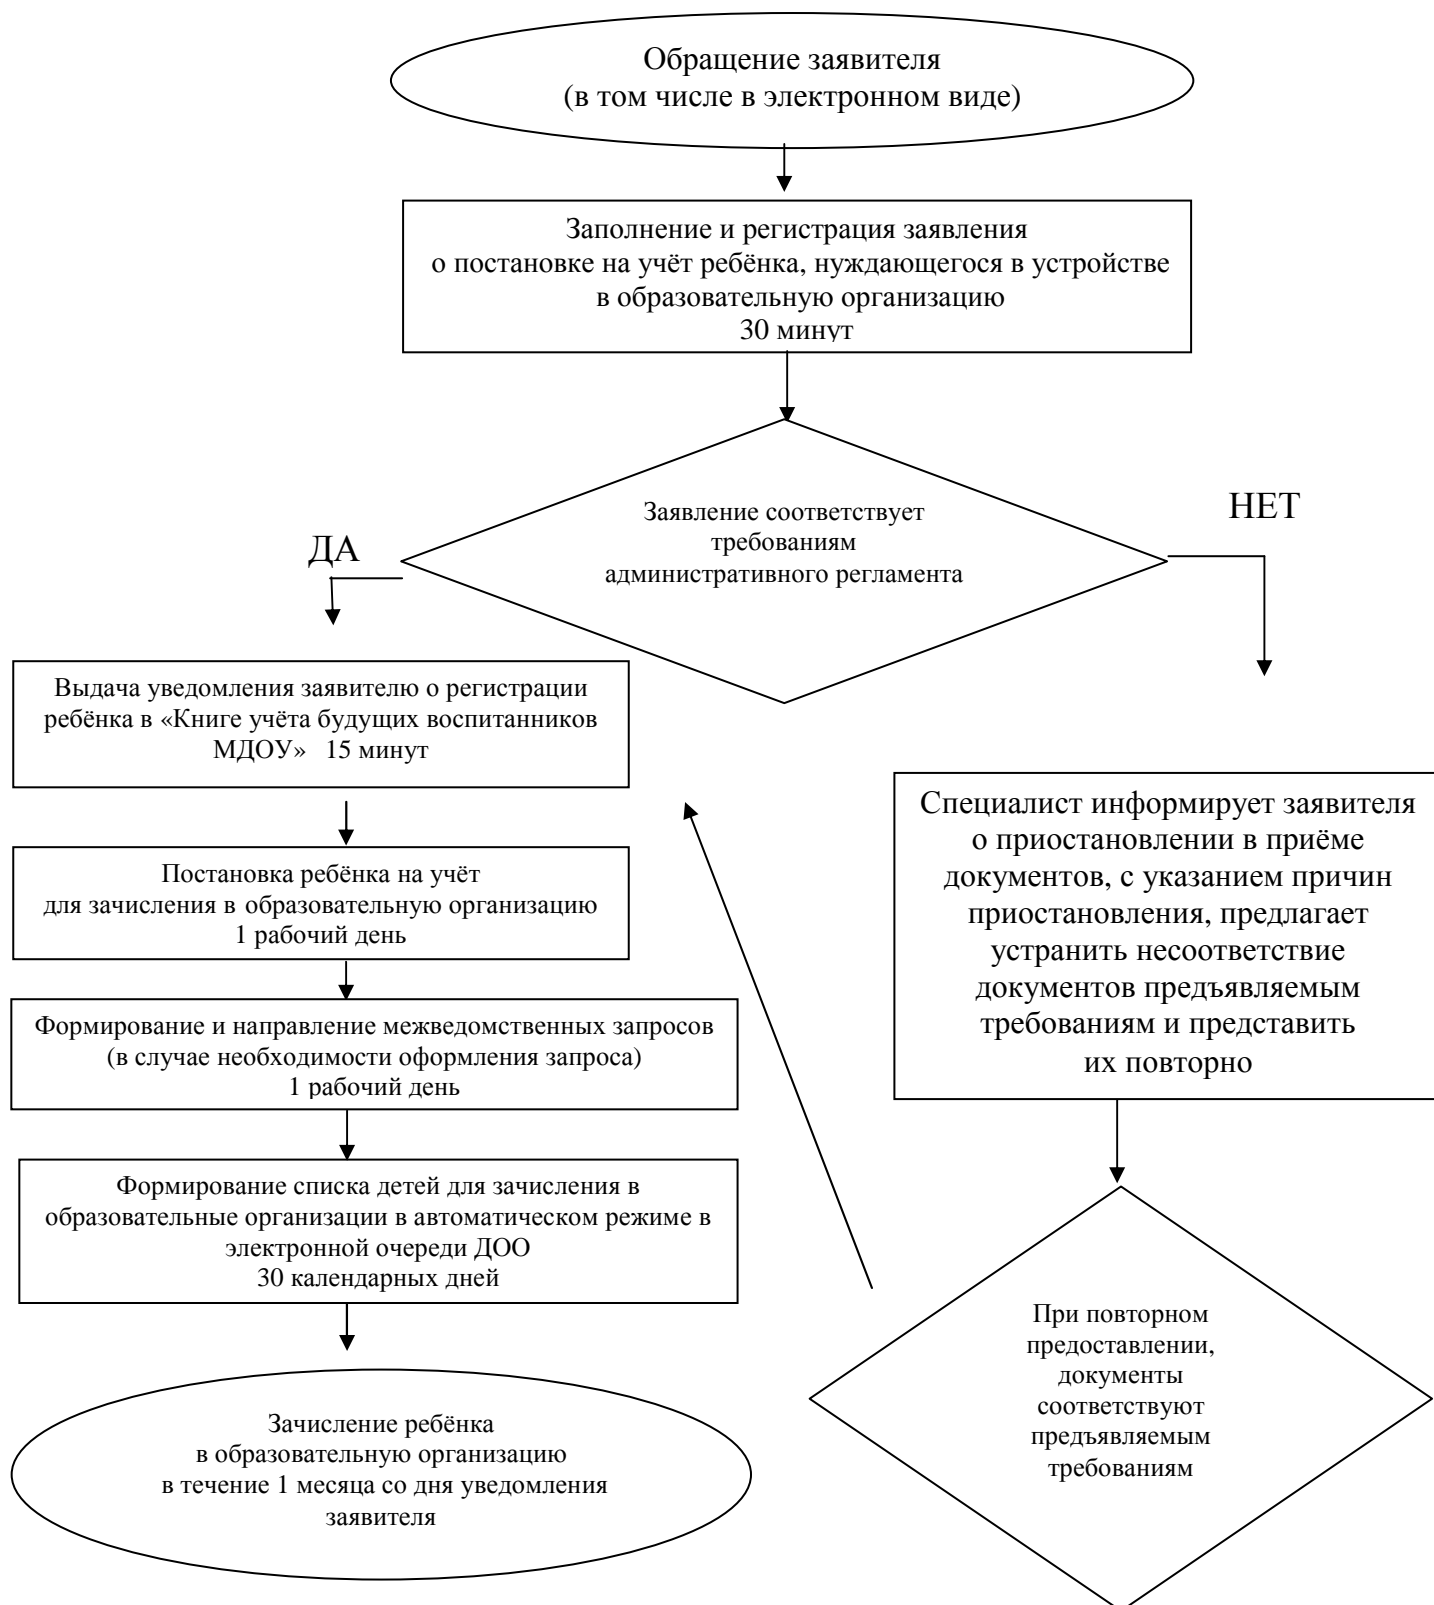 Обращение заявителя
(в том числе в электронном виде)
Заполнение и регистрация заявления
о постановке на учёт ребёнка, нуждающегося в устройстве
в образовательную организацию
30 минут
Заявление соответствует
требованиям
административного регламента
ДА
НЕТ
Выдача уведомления заявителю о регистрации
ребёнка в «Книге учёта будущих воспитанников
МДОУ» 15 минут
Постановка ребёнка на учёт
для зачисления в образовательную организацию
1 рабочий день
Формирование и направление межведомственных запросов
(в случае необходимости оформления запроса)
1 рабочий день
Формирование списка детей для зачисления в
образовательные организации в автоматическом режиме в
электронной очереди ДОО
30 календарных дней
Зачисление ребёнка
в образовательную организацию
в течение 1 месяца со дня уведомления
заявителя
Специалист информирует заявителя
о приостановлении в приёме
документов, с указанием причин
приостановления, предлагает
устранить несоответствие
документов предъявляемым
требованиям и представить
их повторно
При повторном
предоставлении,
документы
соответствуют
предъявляемым
требованиям